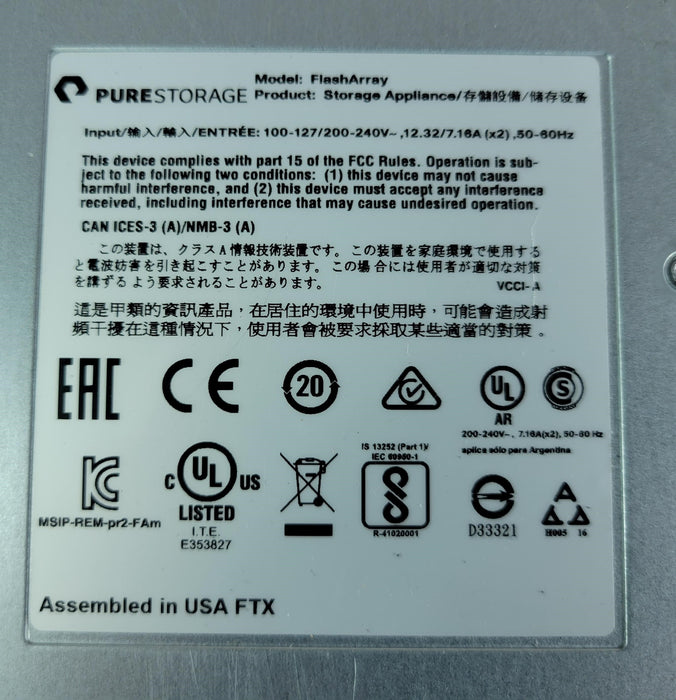 PURESTORAGE
Model: FlashArray
Product: Storage Appliance/存儲設備/储存设备
Input/输入/輸入/ENTRÉE: 100-127/200-240V~,12.32/7.16A (x2) ,50-60Hz
This device complies with part 15 of the FCC Rules. Operation is sub-
ject to the following two conditions: (1) this device may not cause
harmful interference, and (2) this device must accept any interference
received, including interference that may cause undesired operation.
CAN ICES-3 (A)/NMB-3 (A)
この装置は、クラスA情報技術装置です。この装置を家庭環境で使用する
と電波妨害を引き起こすことがあります。この場合には使用者が適切な対策
を講ずるよう要求されることがあります。
VCCI-A
這是甲類的資訊產品，在居住的環境中使用時，可能會造成射
頻干擾在這種情況下，使用者會被要求採取某些適當的對策。
EAC
CE
20
UL
AR
S
200-240V~, 7.16A(x2), 50-60 Hz
aplica sólo para Argentina
MSIP-REM-pr2-FAm
C UL US
LISTED
I.T.E.
E353827
IS 13252 (Part 1)/
IEC 60950-1
R-41020001
D33321
H005 16
Assembled in USA FTX